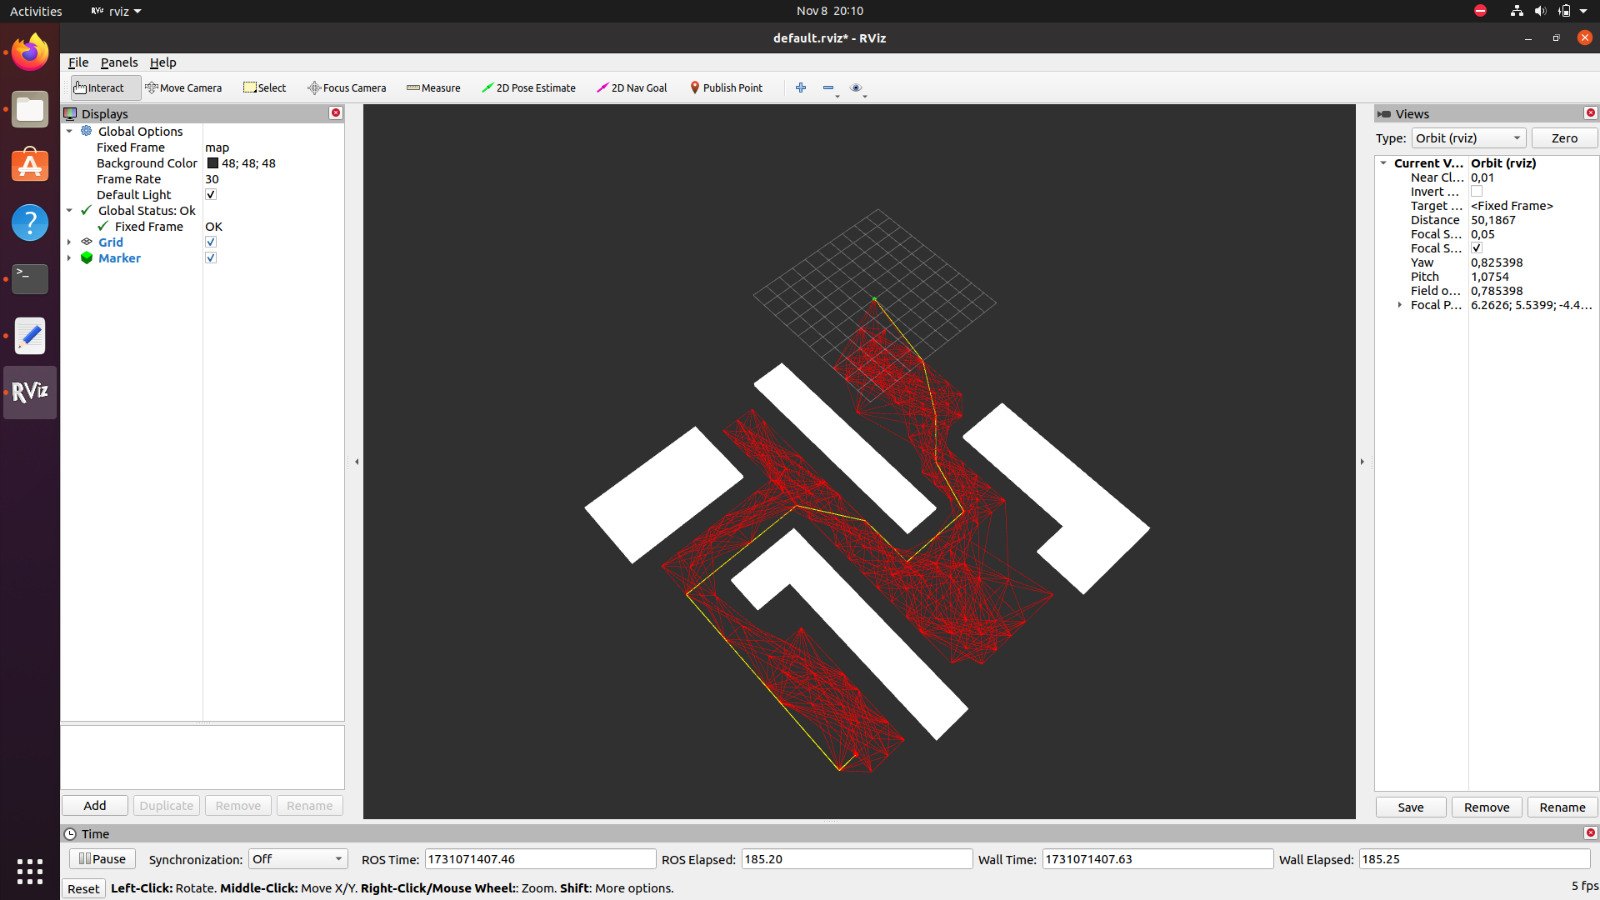 Activities
RViz rviz
Nov 8 20:10
default.rviz* - RViz
File Panels Help
Interact Move Camera Select Focus Camera Measure 2D Pose Estimate 2D Nav Goal Publish Point
Displays
Global Options
Fixed Frame map
Background Color 48; 48; 48
Frame Rate 30
Default Light
Global Status: Ok
Fixed Frame OK
Grid
Marker
Add Duplicate Remove Rename
Views
Type: Orbit (rviz) Zero
Current V... Orbit (rviz)
Near Cl... 0,01
Invert ...
Target ... <Fixed Frame>
Distance 50,1867
Focal S... 0,05
Focal S...
Yaw 0,825398
Pitch 1,0754
Field o... 0,785398
Focal P... 6.2626; 5.5399; -4.4...
Save Remove Rename
RViz
Time
Pause Synchronization: Off ROS Time: 1731071407.46 ROS Elapsed: 185.20 Wall Time: 1731071407.63 Wall Elapsed: 185.25
Reset Left-Click: Rotate. Middle-Click: Move X/Y. Right-Click/Mouse Wheel:: Zoom. Shift: More options. 5 fps